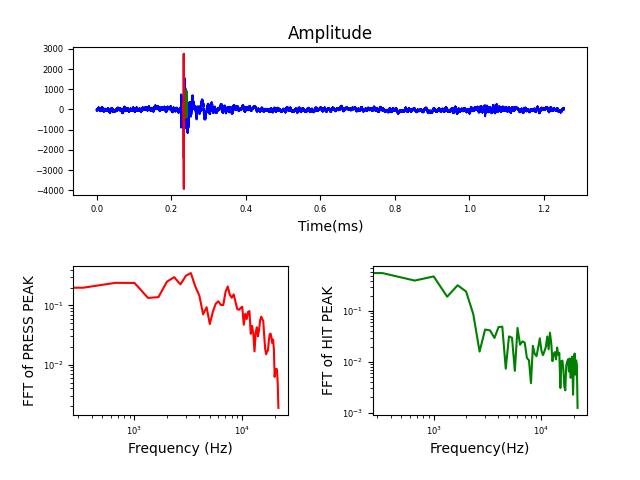 Amplitude
3000
2000
1000
0
−1000
−2000
−3000
−4000
0.0 0.2 0.4 0.6 0.8 1.0 1.2
Time(ms)
FFT of PRESS PEAK
10⁻¹
10⁻²
10³ 10⁴
Frequency (Hz)
FFT of HIT PEAK
10⁻¹
10⁻²
10⁻³
10³ 10⁴
Frequency(Hz)